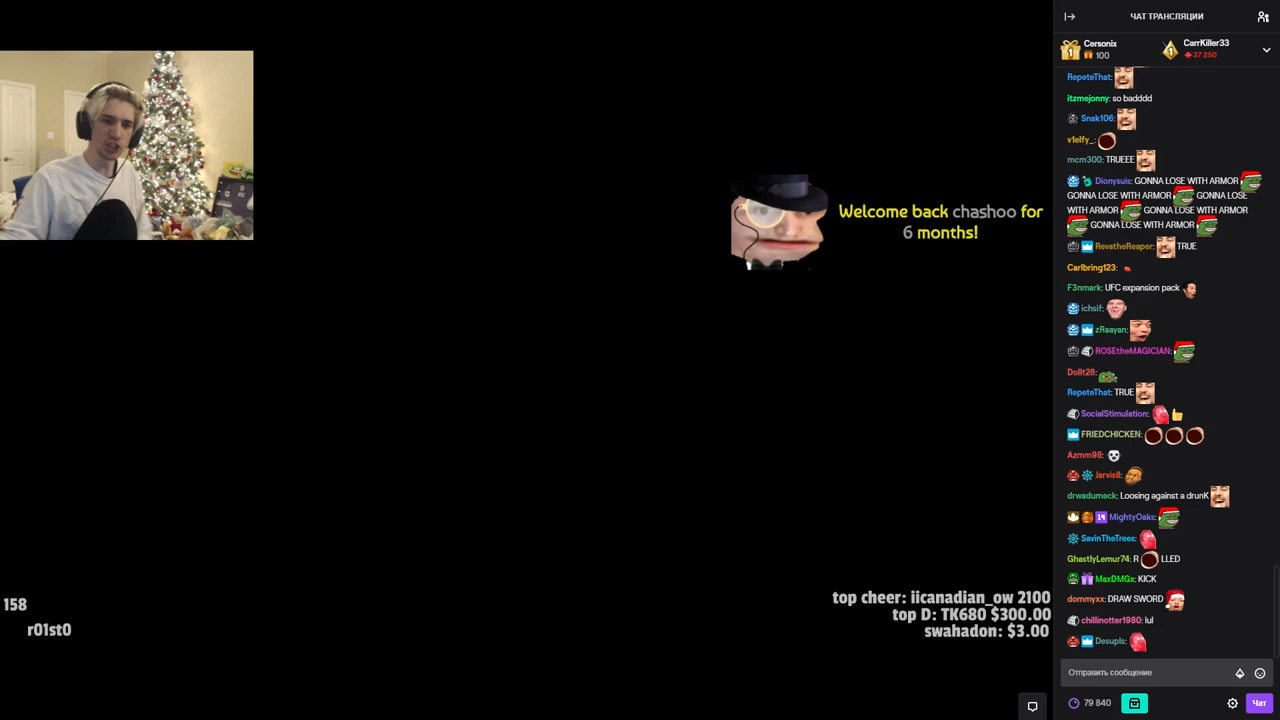 ЧАТ ТРАНСЛЯЦИИ
1 Cersonix 100
1 CarrKiller33 37 250
RepeteThat:
itzmejonny: so badddd
Snak106:
v1elfy_:
mcm300: TRUEEE
Dionysuis: GONNA LOSE WITH ARMOR
GONNA LOSE WITH ARMOR GONNA LOSE
WITH ARMOR GONNA LOSE WITH ARMOR
GONNA LOSE WITH ARMOR
RevatheReaper: TRUE
Carlbring123:
F3nmark: UFC expansion pack
ichsif:
zRaayan:
ROSEtheMAGICIAN:
Dollt28:
RepeteThat: TRUE
SocialStimulation:
FRIEDCHICKEN:
Azmm98:
Jarvis8:
drwadumeck: Loosing against a drunK
14 MightyOaks:
SavinTheTrees:
GhastlyLemur74: R LLED
MaxDMGx: KICK
dommyxx: DRAW SWORD
chillinotter1980: lul
Desupls:
Отправить сообщение
79 840
Чат
Welcome back chashoo for
6 months!
158
r01st0
top cheer: iicanadian_ow 2100
top D: TK680 $300.00
swahadon: $3.00